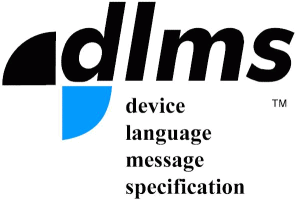 dlms
TM
device
language
message
specification